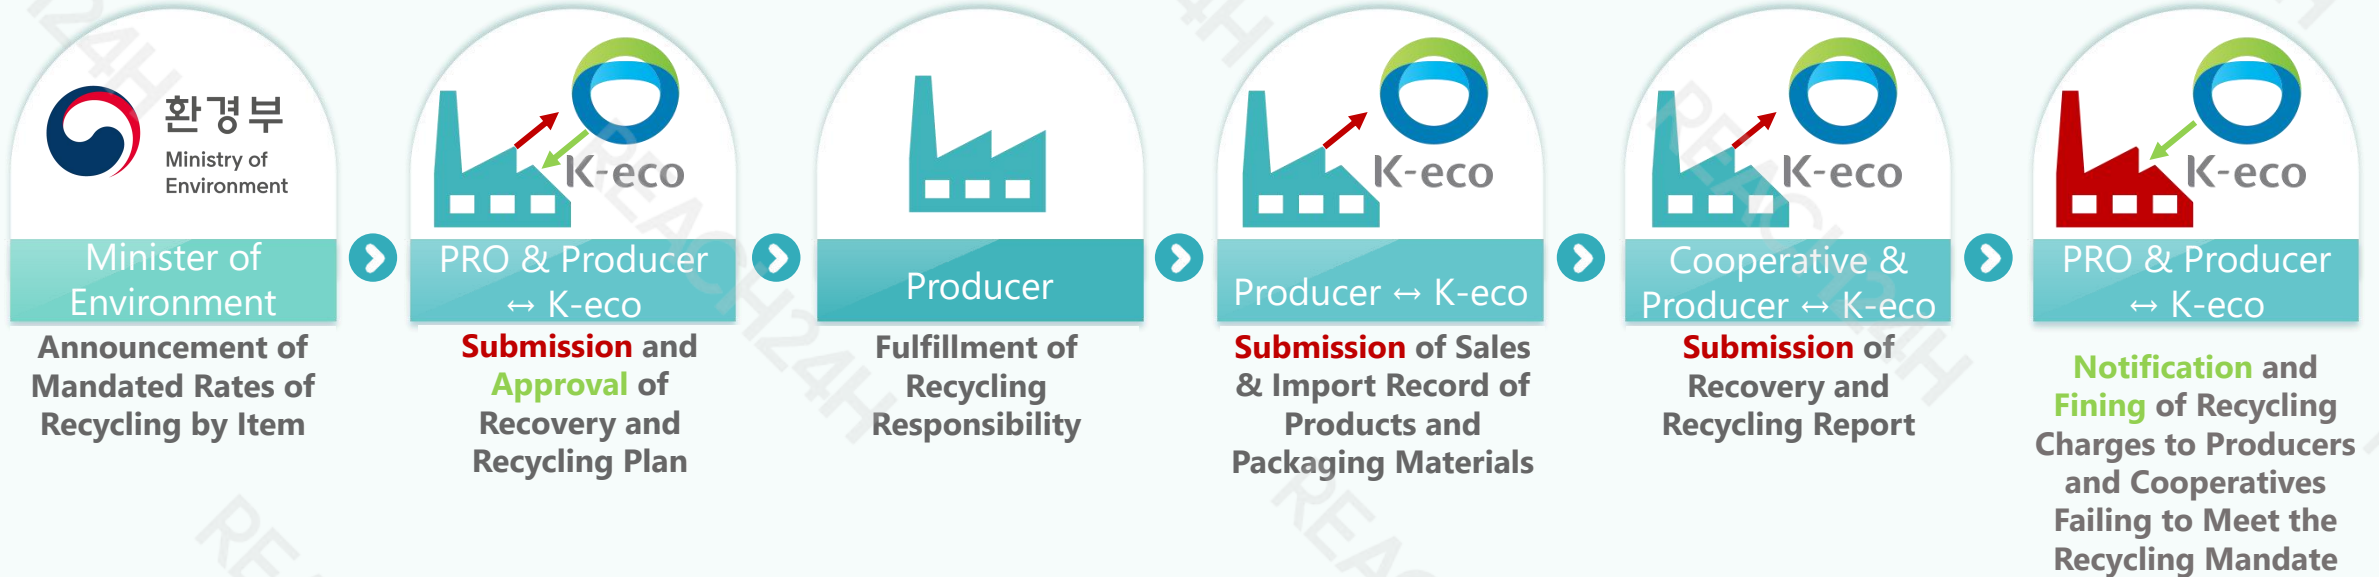 환경부
Ministry of
Environment
Minister of
Environment
Announcement of
Mandated Rates of
Recycling by Item
K-eco
PRO & Producer
↔ K-eco
Submission and
Approval of
Recovery and
Recycling Plan
Producer
Fulfillment of
Recycling
Responsibility
K-eco
Producer ↔ K-eco
Submission of Sales
& Import Record of
Products and
Packaging Materials
K-eco
Cooperative &
Producer ↔ K-eco
Submission of
Recovery and
Recycling Report
K-eco
PRO & Producer
↔ K-eco
Notification and
Fining of Recycling
Charges to Producers
and Cooperatives
Failing to Meet the
Recycling Mandate
REACH24H
REACH24H